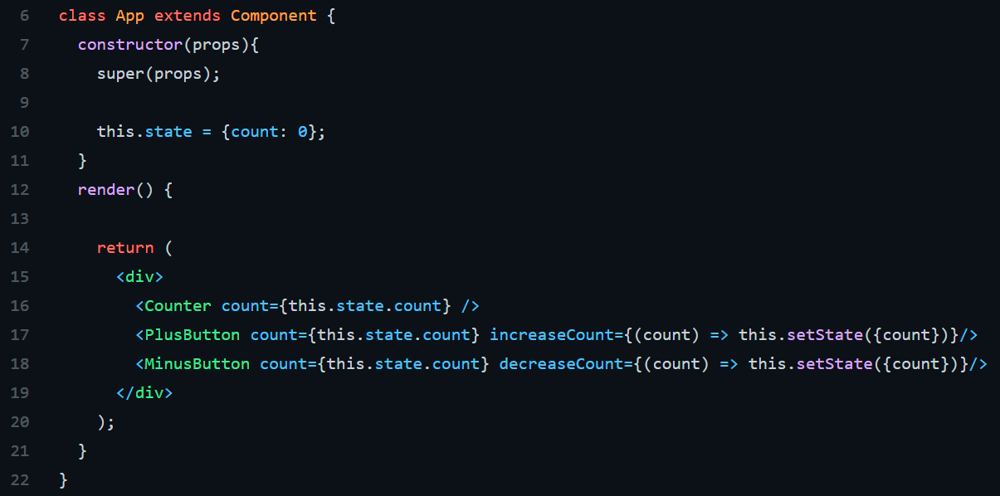 6 class App extends Component {
7 constructor(props){
8 super(props);
9
10 this.state = {count: 0};
11 }
12 render() {
13
14 return (
15 <div>
16 <Counter count={this.state.count} />
17 <PlusButton count={this.state.count} increaseCount={(count) => this.setState({count})}/>
18 <MinusButton count={this.state.count} decreaseCount={(count) => this.setState({count})}/>
19 </div>
20 );
21 }
22 }